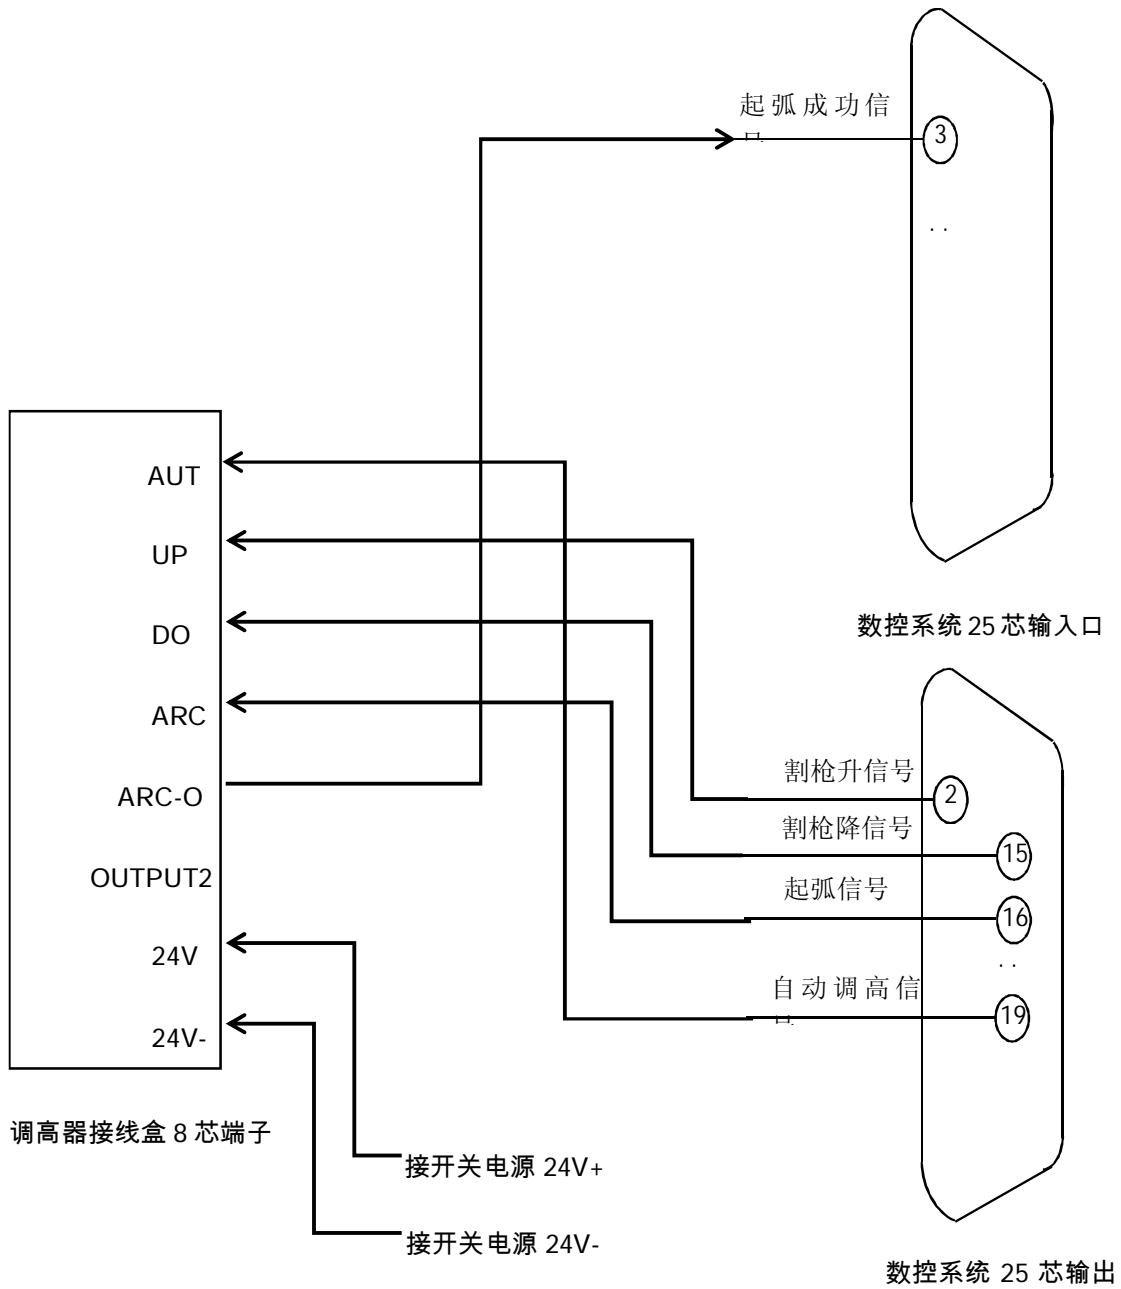 起弧成功信
3
..
数控系统 25 芯输入口
AUT
UP
DO
ARC
ARC-O
OUTPUT2
24V
24V-
调高器接线盒 8 芯端子
割枪升信号
2
割枪降信号
15
起弧信号
16
..
自动调高信
19
接开关电源 24V+
接开关电源 24V-
数控系统 25 芯输出